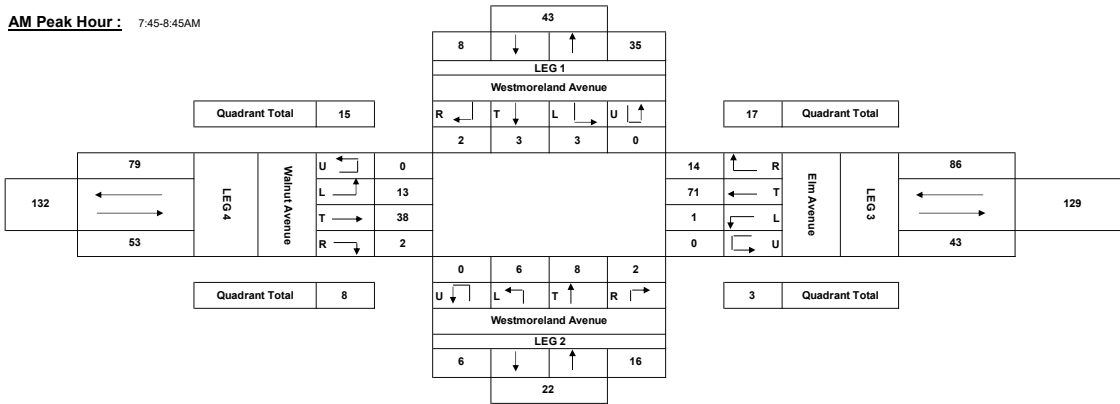 43
AM Peak Hour : 7:45-8:45AM
8 35
LEG 1
Westmoreland Avenue
Quadrant Total 15
R T L U
17 Quadrant Total
2 3 3 0
79
U 0
14 R
86
132
LEG 4
Walnut Avenue
L 13
71 T
Elm Avenue
LEG 3
129
T 38
1 L
53
R 2
0 U
43
0 6 8 2
Quadrant Total 8
U L T R
3 Quadrant Total
Westmoreland Avenue
LEG 2
6 16
22